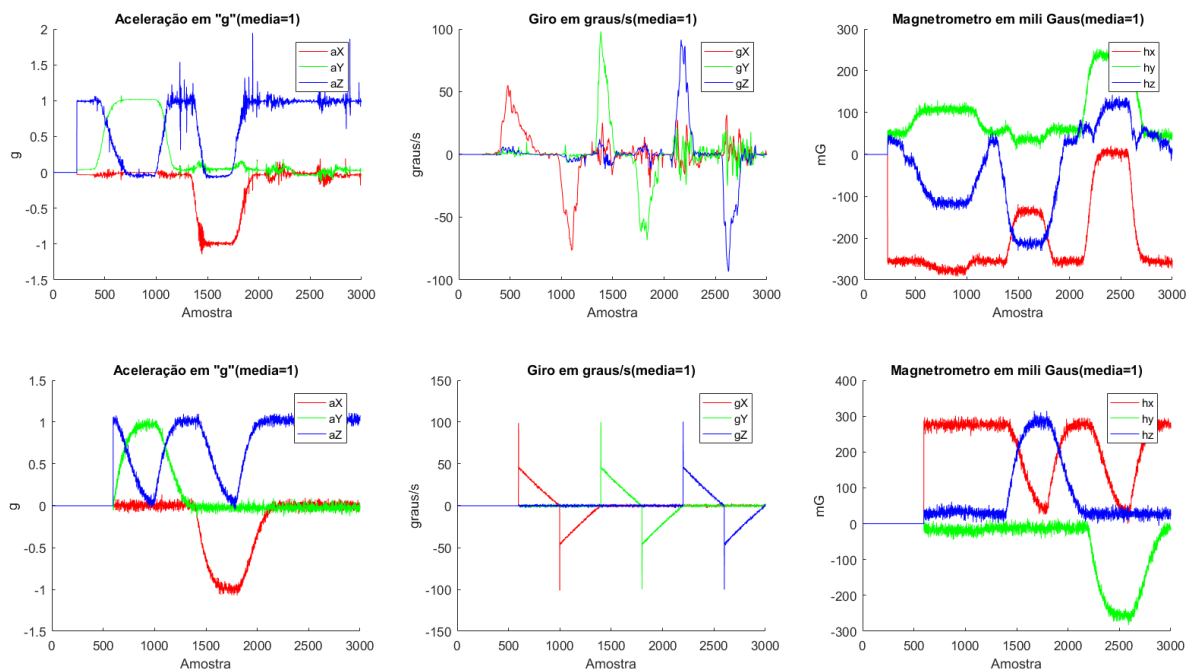 Aceleração em "g"(media=1)
2
1.5
1
0.5
0
-0.5
-1
-1.5
g
aX
aY
aZ
0 500 1000 1500 2000 2500 3000
Amostra
Giro em graus/s(media=1)
100
50
0
-50
-100
graus/s
gX
gY
gZ
0 500 1000 1500 2000 2500 3000
Amostra
Magnetrometro em mili Gaus(media=1)
300
200
100
0
-100
-200
-300
mG
hx
hy
hz
0 500 1000 1500 2000 2500 3000
Amostra
Aceleração em "g"(media=1)
1.5
1
0.5
0
-0.5
-1
-1.5
g
aX
aY
aZ
0 500 1000 1500 2000 2500 3000
Amostra
Giro em graus/s(media=1)
150
100
50
0
-50
-100
-150
graus/s
gX
gY
gZ
0 500 1000 1500 2000 2500 3000
Amostra
Magnetrometro em mili Gaus(media=1)
400
300
200
100
0
-100
-200
-300
mG
hx
hy
hz
0 500 1000 1500 2000 2500 3000
Amostra